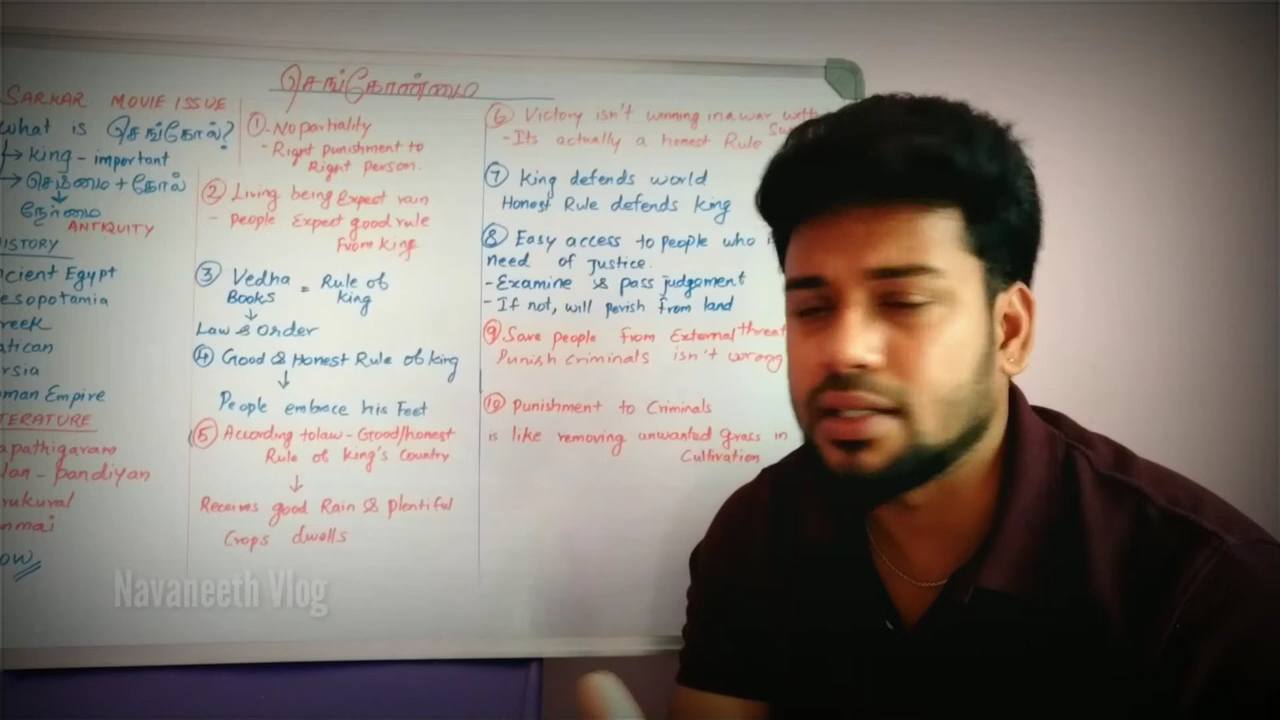 செங்கோண்மை
SARKAR MOVIE ISSUE
what is செங்கோல்?
→ king - important
→ செம்மை + கோல்
நேர்மை
ANTIQUITY
ISTORY
cient Egypt
esopotamia
reek
atican
rsia
man Empire
TERATURE
apathigaram
lan - pandiyan
rukural
nmai
ow
① - No partiality
- Right punishment to
Right person.
② Living being Expect rain
- people Expect good rule
From king
③ Vedha = Rule of
Books king
Law & Order
④ Good & Honest Rule of king
People embrace his Feet
⑤ According to law - Good/honest
Rule of king's Country
Receives good Rain & plentiful
Crops dwells
⑥ Victory isn't winning in a war with
- Its actually a honest Rule
⑦ king defends world
Honest Rule defends king
⑧ Easy access to people who i
need of Justice.
- Examine & pass judgement
- If not, will perish from land
⑨ Save people from External threat
Punish criminals isn't wrong
⑩ Punishment to Criminals
is like removing unwanted grass in
Cultivation
Navaneeth Vlog